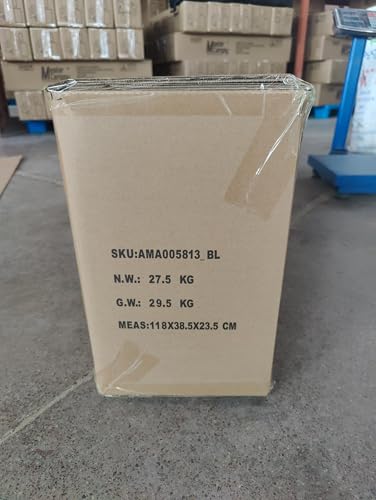 SKU:AMA005813_BL
N.W.: 27.5 KG
G.W.: 29.5 KG
MEAS:118X38.5X23.5 CM